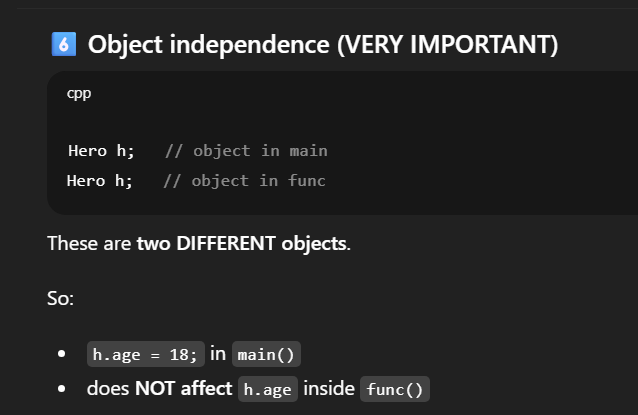 6 Object independence (VERY IMPORTANT)
cpp
Hero h;   // object in main
Hero h;   // object in func
These are two DIFFERENT objects.
So:
• h.age = 18; in main()
• does NOT affect h.age inside func()